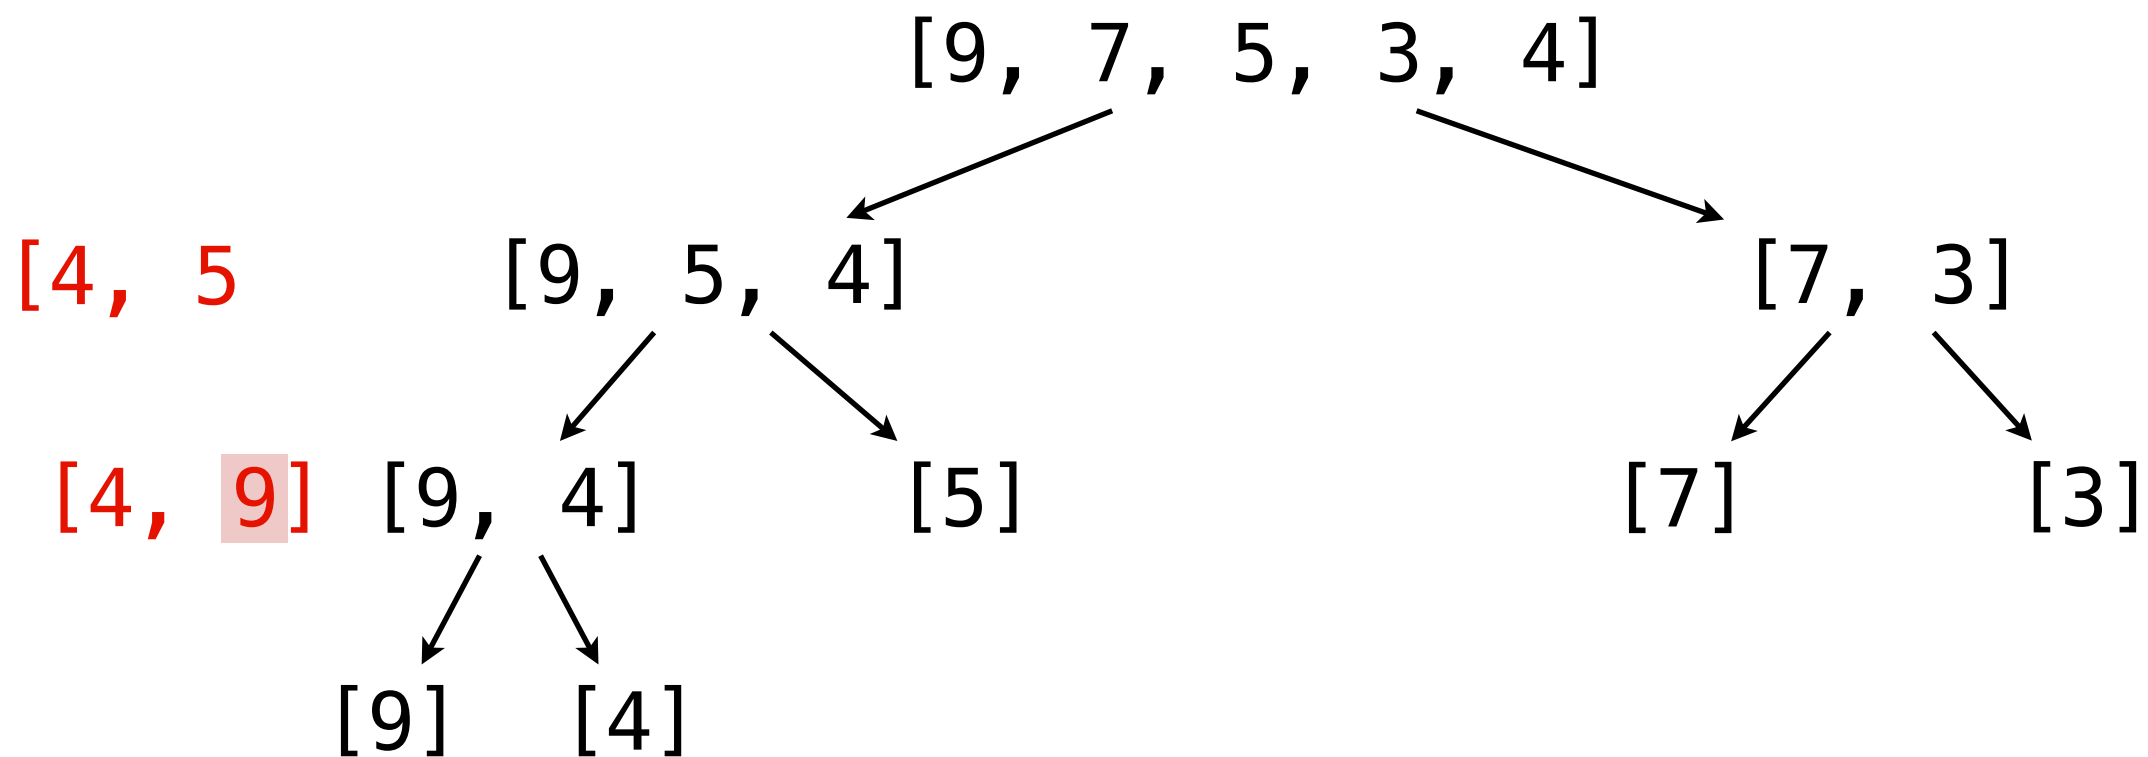 [9, 7, 5, 3, 4]
[4, 5 [9, 5, 4] [7, 3]
[4, 9] [9, 4] [5] [7] [3]
[9] [4]